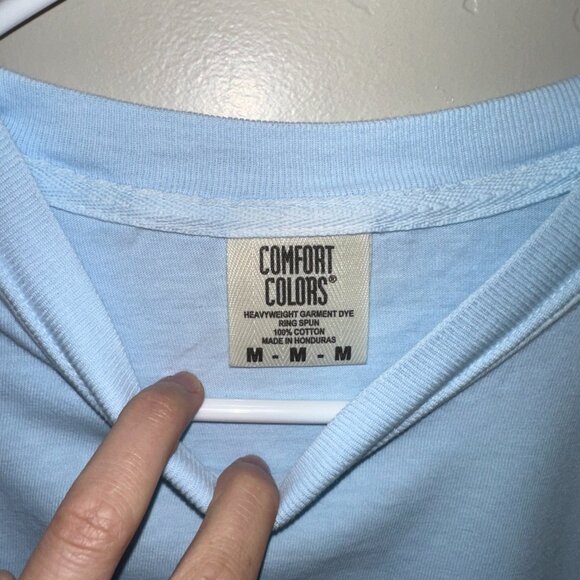 COMFORT
COLORS®
HEAVYWEIGHT GARMENT DYE
RING SPUN
100% COTTON
MADE IN HONDURAS
M - M - M